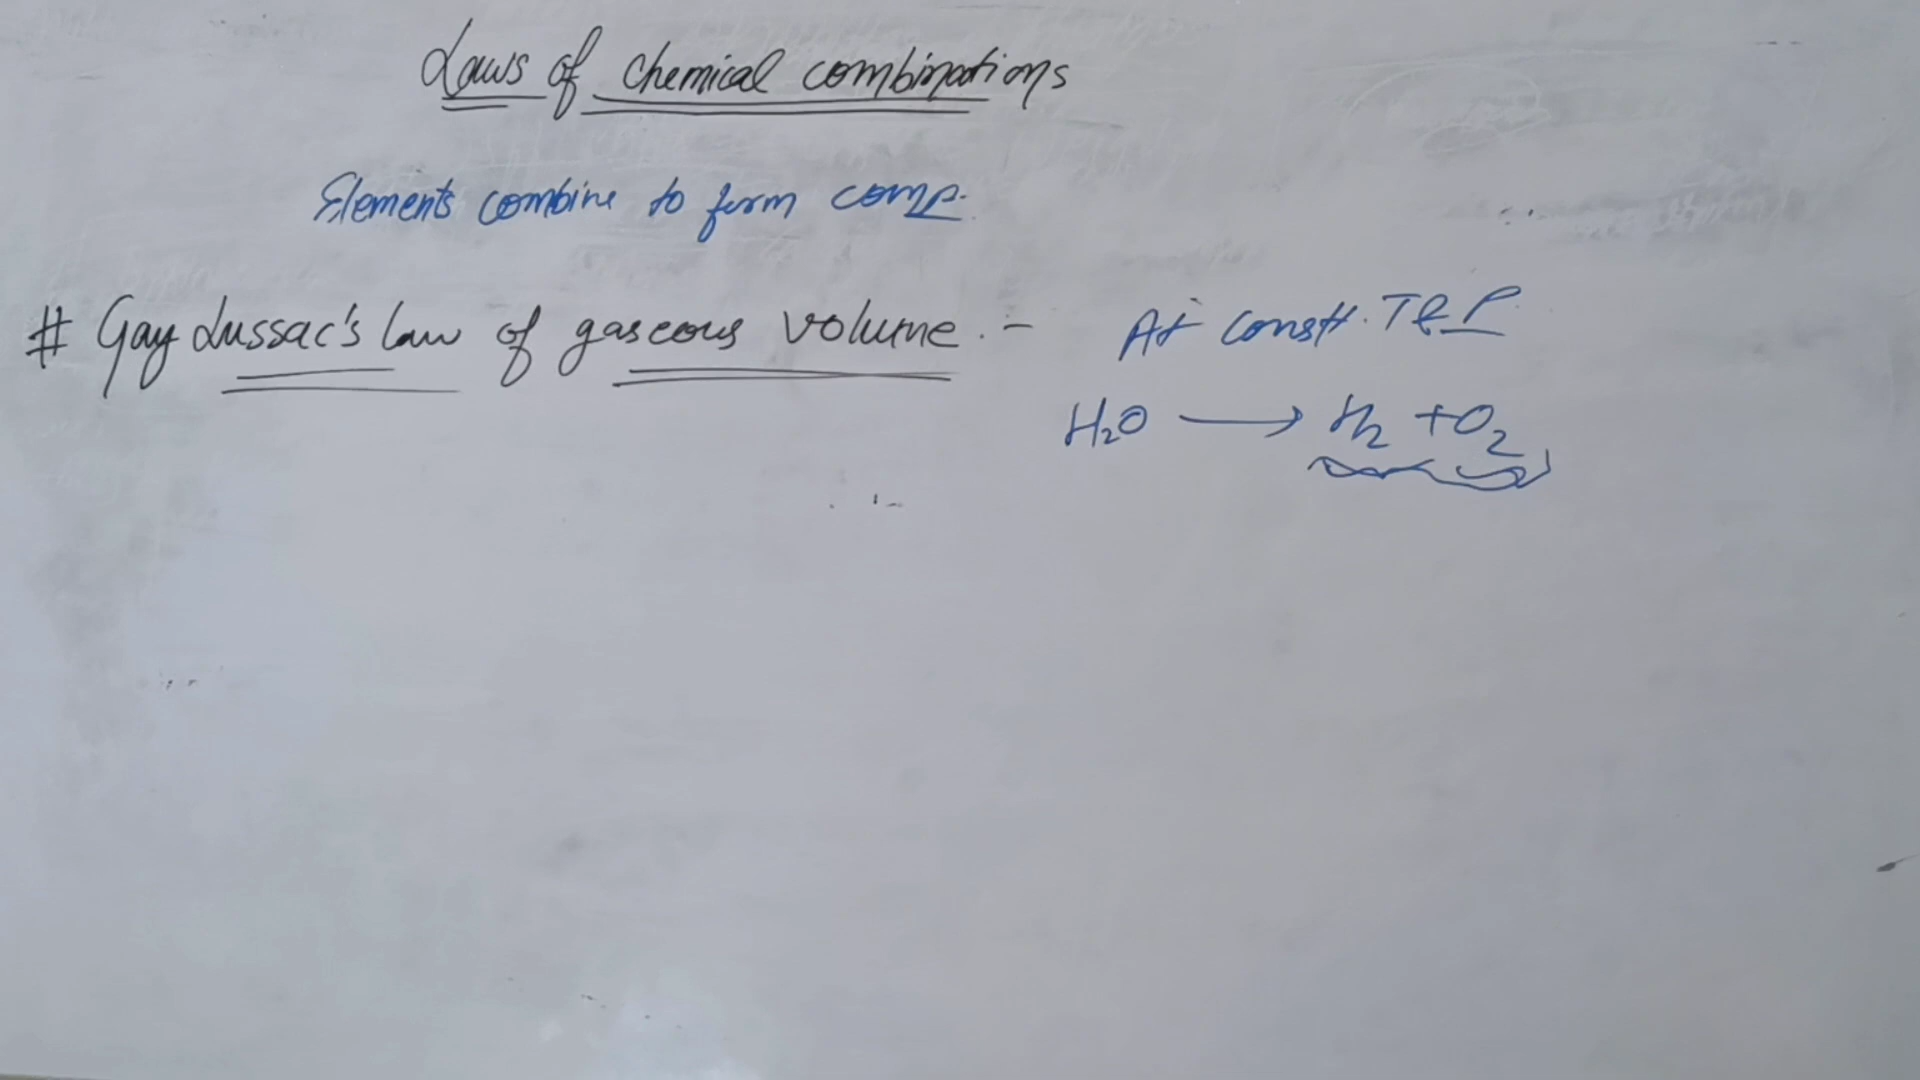 Laws of chemical combinations
Elements combine to form comp.
# Gay Lussac's law of gaseous volume :- At Constt. T & P
H₂O → H₂ + O₂